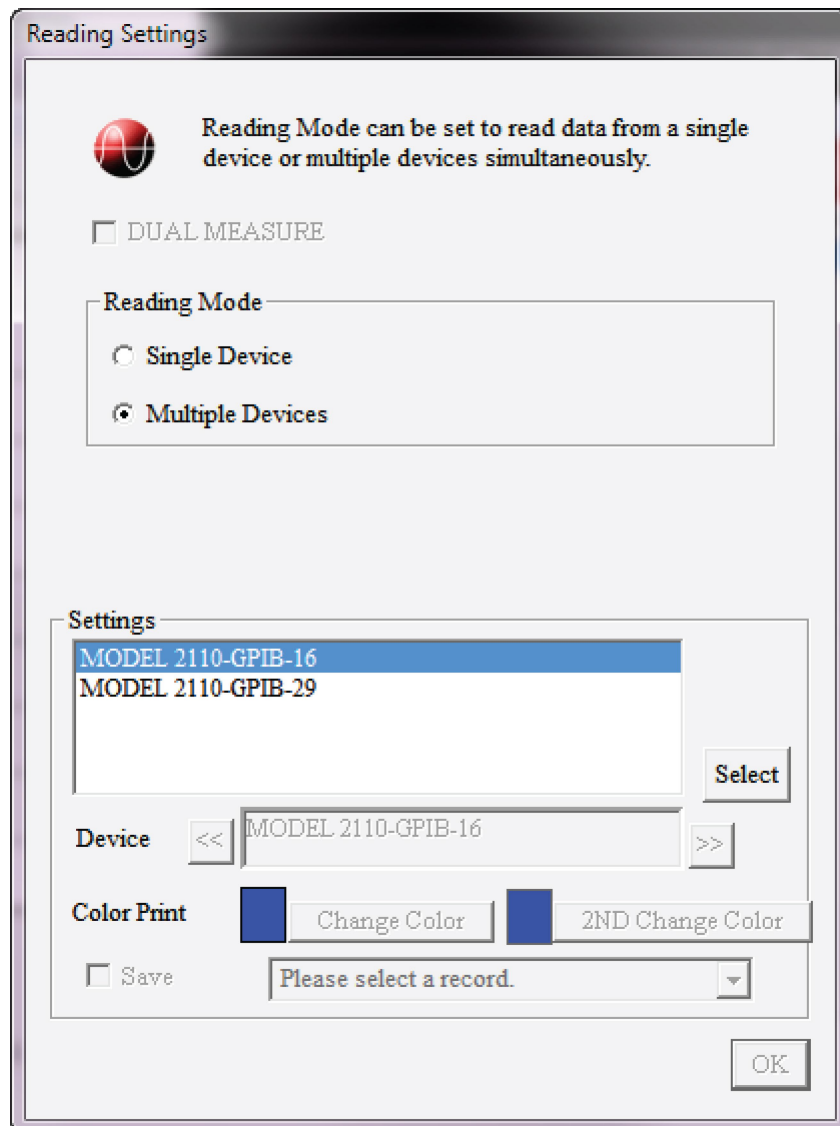 Reading Settings
Reading Mode can be set to read data from a single
device or multiple devices simultaneously.
DUAL MEASURE
Reading Mode
Single Device
Multiple Devices
Settings
MODEL 2110-GPIB-16
MODEL 2110-GPIB-29
Select
Device << MODEL 2110-GPIB-16 >>
Color Print Change Color 2ND Change Color
Save Please select a record.
OK